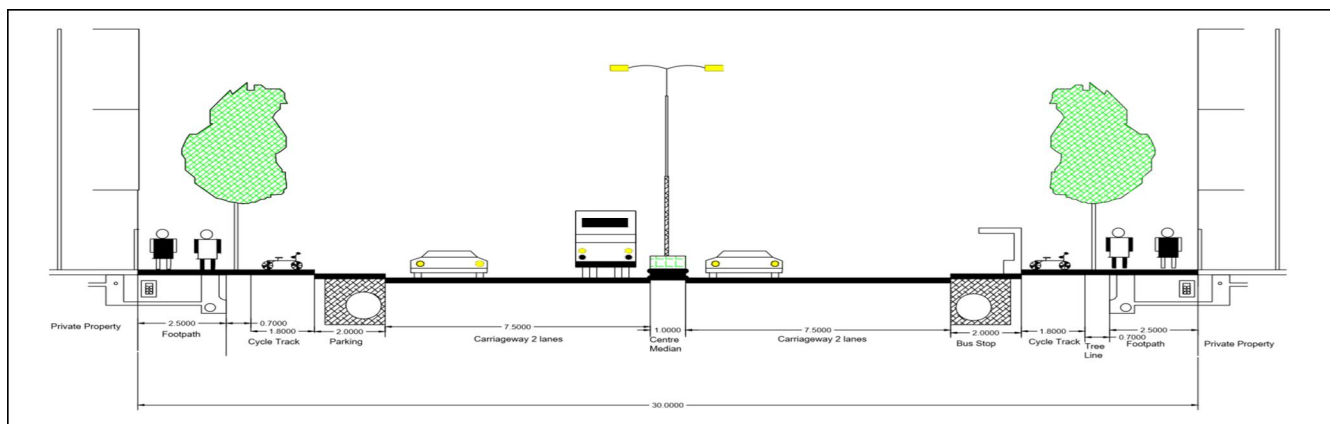 Private Property
2.5000
Footpath
0.7000
1.8000
Cycle Track
2.0000
Parking
7.5000
Carriageway 2 lanes
1.0000
Centre
Median
7.5000
Carriageway 2 lanes
2.0000
Bus Stop
1.8000
Cycle Track
0.7000
Tree
Line
2.5000
Footpath
Private Property
30.0000